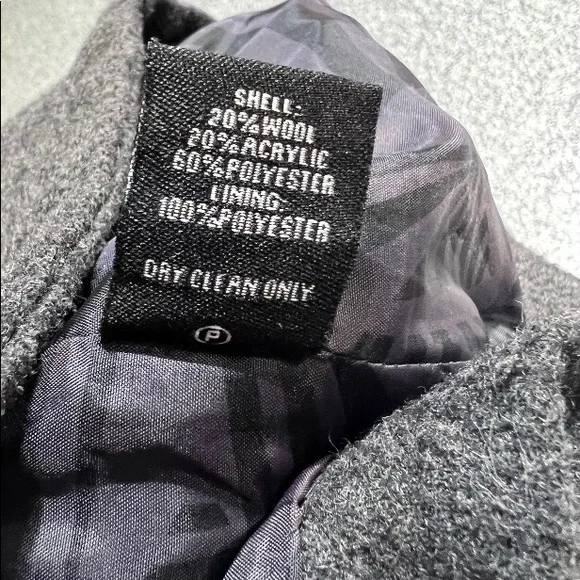 SHELL:
20%WOOL
20%ACRYLIC
60%POLYESTER
LINING-
100%POLYESTER
DRY CLEAN ONLY
P